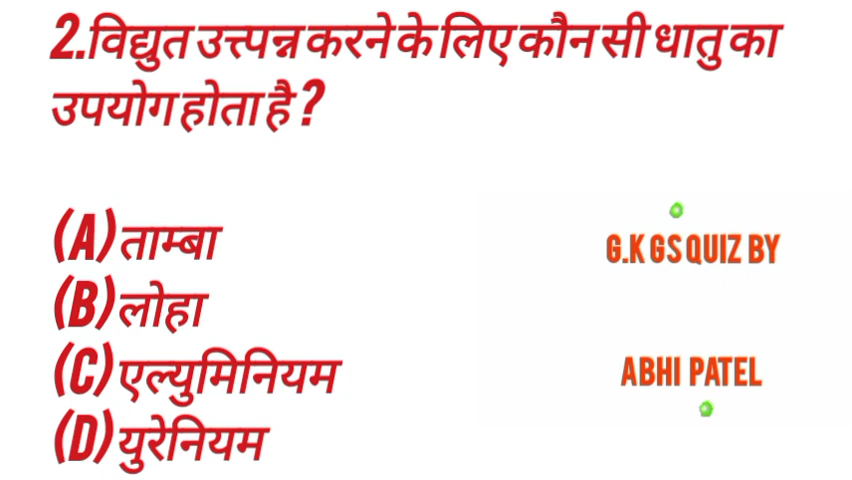 2.विद्युत उत्त्पन्न करने के लिए कौन सी धातु का
उपयोग होता है ?
(A) ताम्बा
(B) लोहा
(C) एल्युमिनियम
(D) युरेनियम
G.K GS QUIZ BY
ABHI PATEL